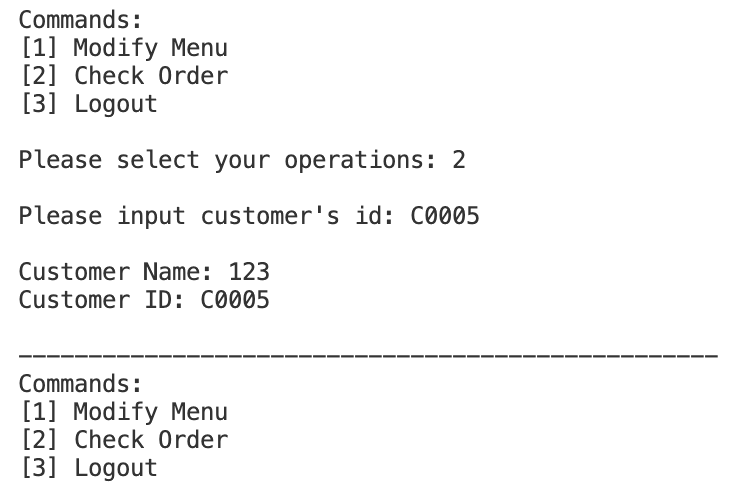 Commands:
[1] Modify Menu
[2] Check Order
[3] Logout
Please select your operations: 2
Please input customer's id: C0005
Customer Name: 123
Customer ID: C0005
--------------------------------------------------
Commands:
[1] Modify Menu
[2] Check Order
[3] Logout